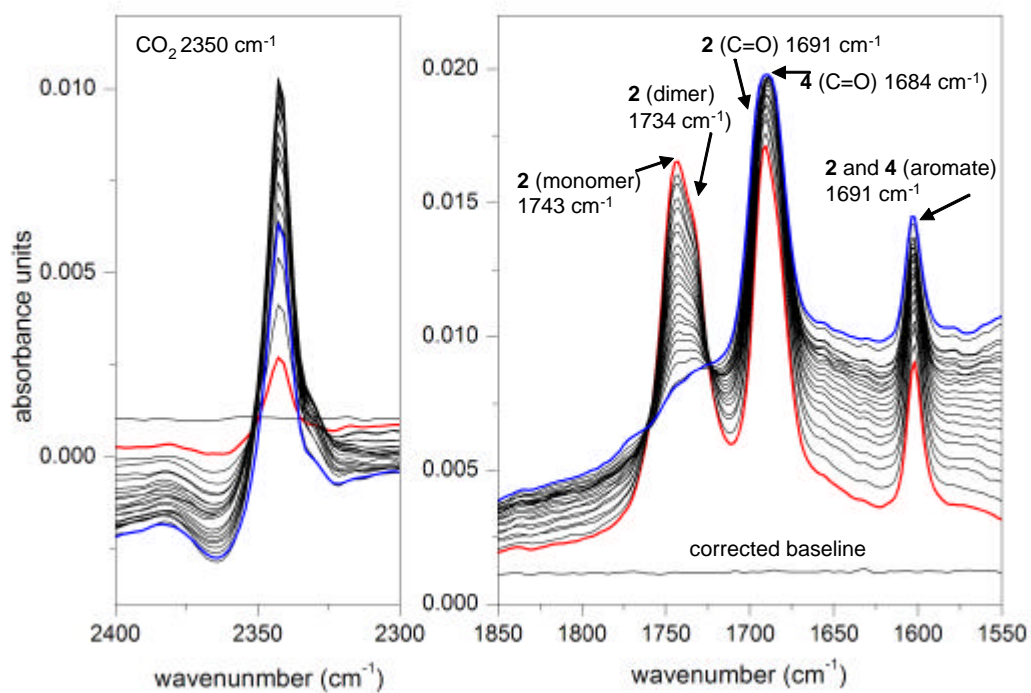 CO2 2350 cm-1
absorbance units
0.010
0.005
0.000
2400
2350
2300
wavenunmber (cm-1)
2 (C=O) 1691 cm-1
4 (C=O) 1684 cm-1)
2 (dimer)
1734 cm-1)
2 (monomer)
1743 cm-1
2 and 4 (aromate)
1691 cm-1
corrected baseline
0.020
0.015
0.010
0.005
0.000
1850
1800
1750
1700
1650
1600
1550
wavenumber (cm-1)